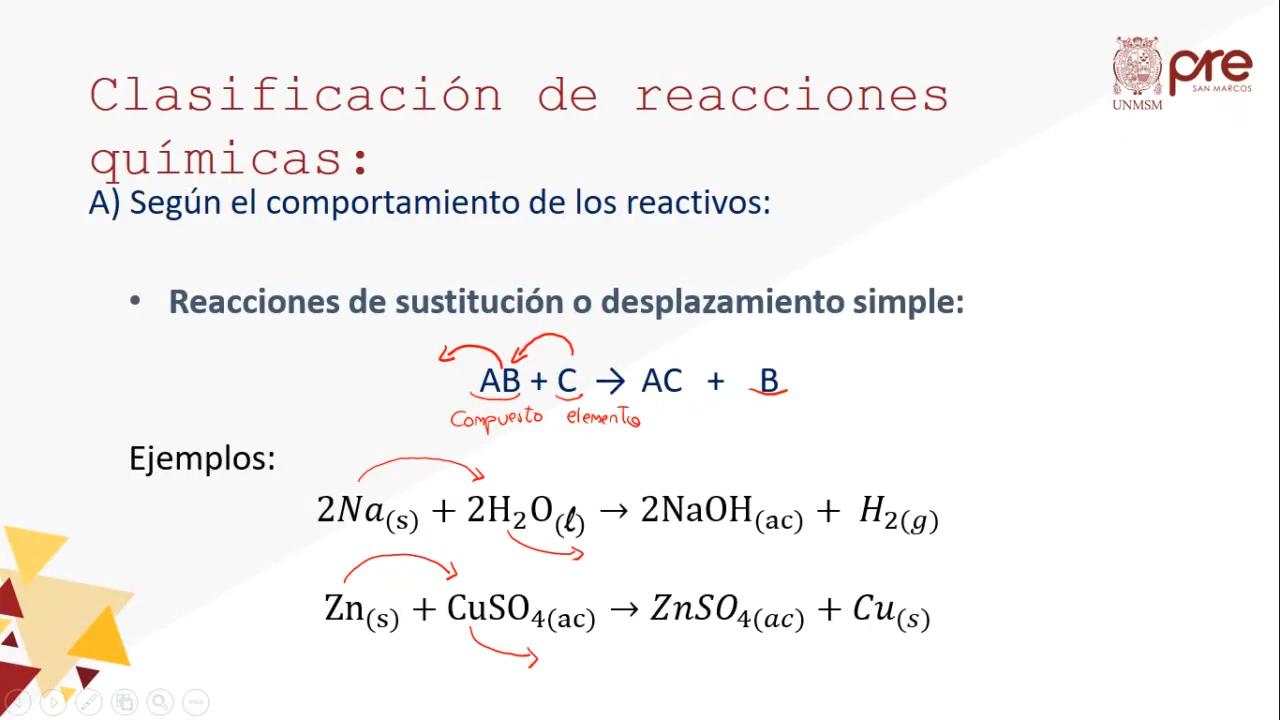 UNMSM
pre
SAN MARCOS
Clasificación de reacciones
químicas:
A) Según el comportamiento de los reactivos:
• Reacciones de sustitución o desplazamiento simple:
AB + C → AC + B
Compuesto elemento
Ejemplos:
2Na(s) + 2H₂O(ℓ) → 2NaOH(ac) + H₂(g)
Zn(s) + CuSO₄(ac) → ZnSO₄(ac) + Cu(s)